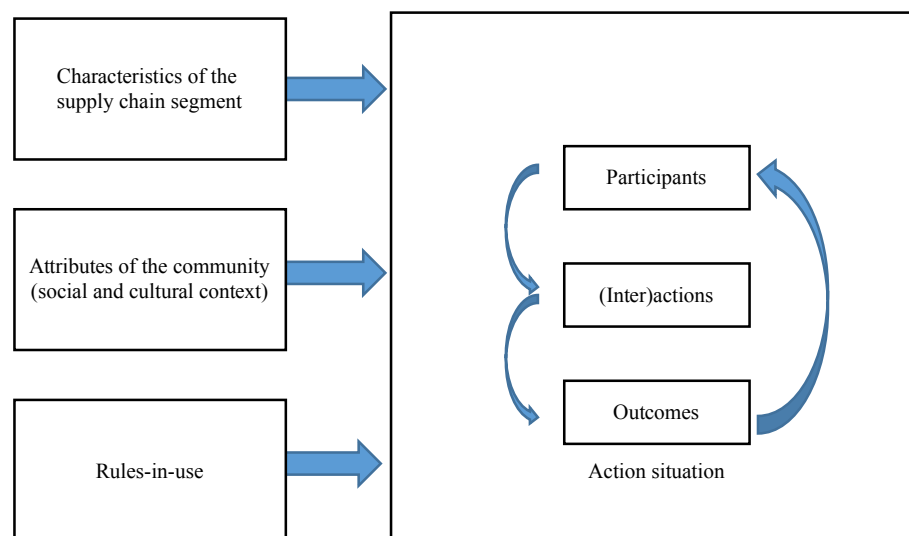 Characteristics of the
supply chain segment
Attributes of the community
(social and cultural context)
Rules-in-use
Participants
(Inter)actions
Outcomes
Action situation